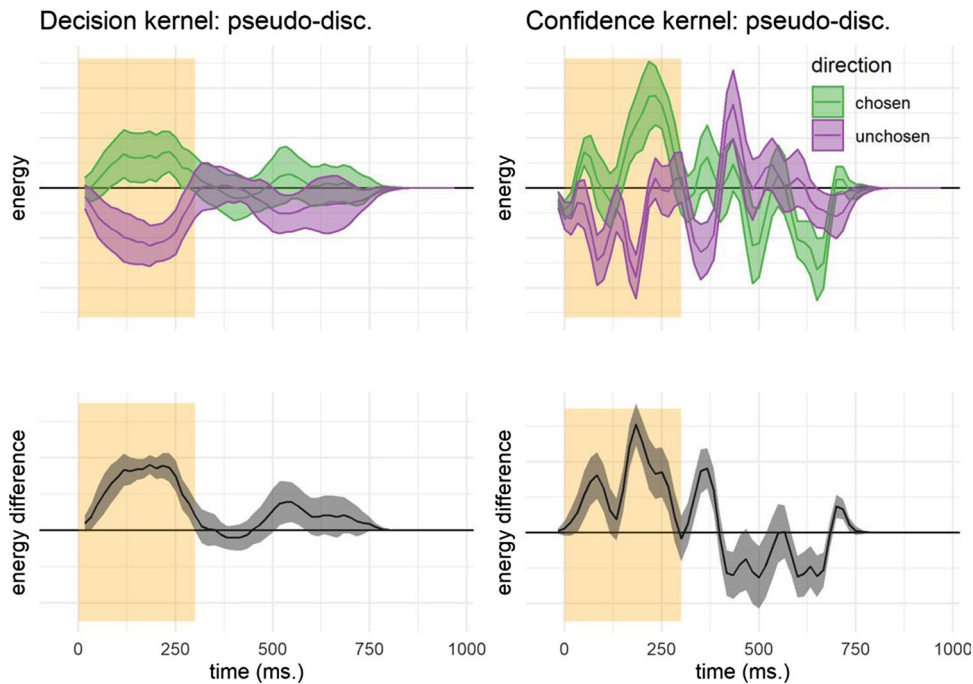 Decision kernel: pseudo-disc.
Confidence kernel: pseudo-disc.
energy
energy
direction
chosen
unchosen
energy difference
energy difference
0 250 500 750 1000
0 250 500 750 1000
time (ms.)
time (ms.)